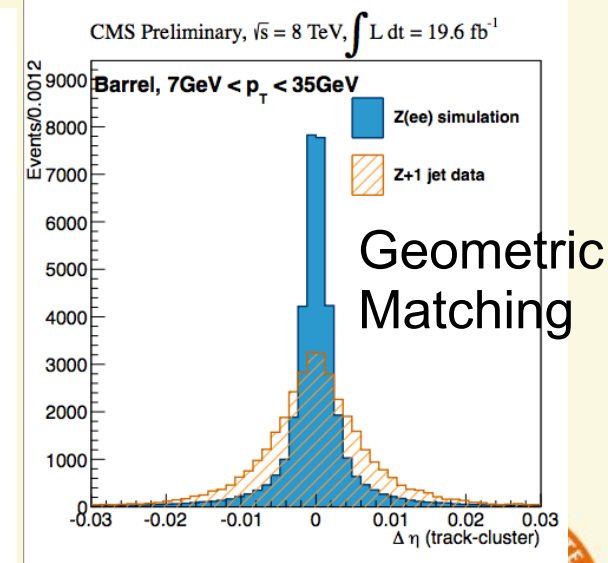 CMS Preliminary, √s = 8 TeV, ∫ L dt = 19.6 fb⁻¹
Events/0.0012
Barrel, 7GeV < p_T < 35GeV
Z(ee) simulation
Z+1 jet data
Geometric
Matching
9000
8000
7000
6000
5000
4000
3000
2000
1000
0
-0.03 -0.02 -0.01 0 0.01 0.02 0.03
Δ η (track-cluster)